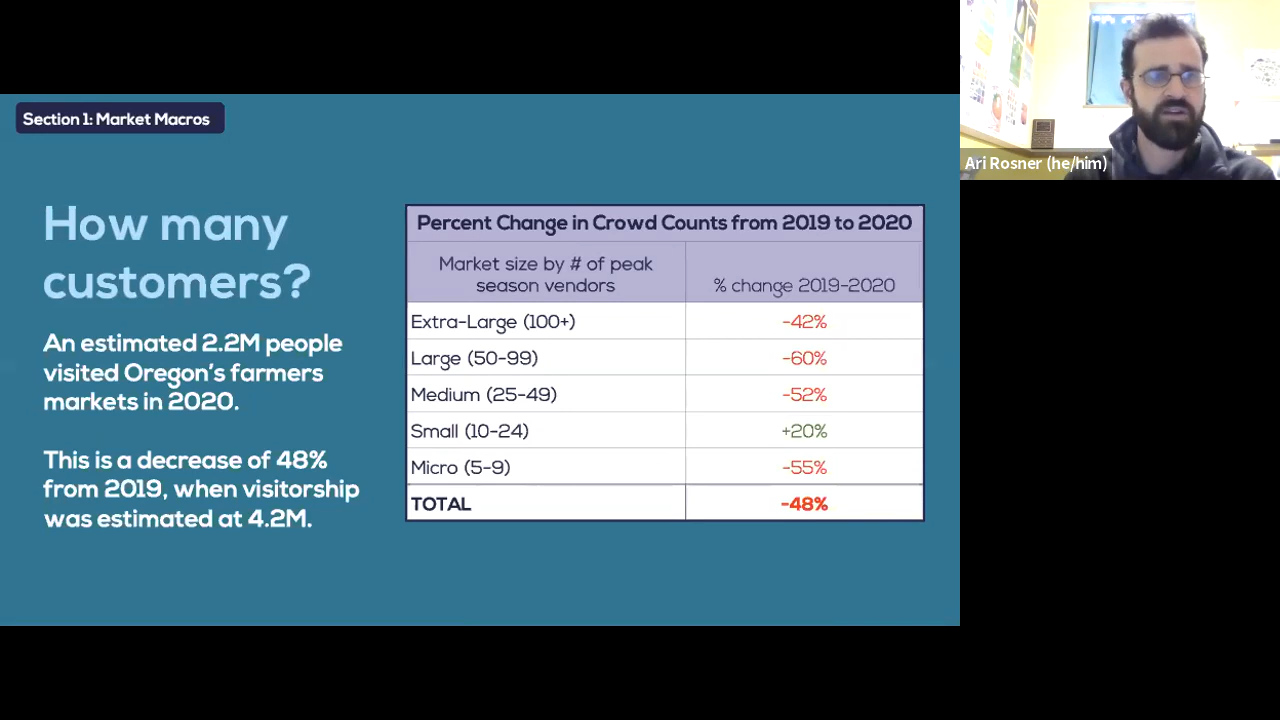 Section 1: Market Macros
How many
customers?
An estimated 2.2M people
visited Oregon's farmers
markets in 2020.
This is a decrease of 48%
from 2019, when visitorship
was estimated at 4.2M.
Percent Change in Crowd Counts from 2019 to 2020
Market size by # of peak
season vendors
% change 2019-2020
Extra-Large (100+) -42%
Large (50-99) -60%
Medium (25-49) -52%
Small (10-24) +20%
Micro (5-9) -55%
TOTAL -48%
Ari Rosner (he/him)